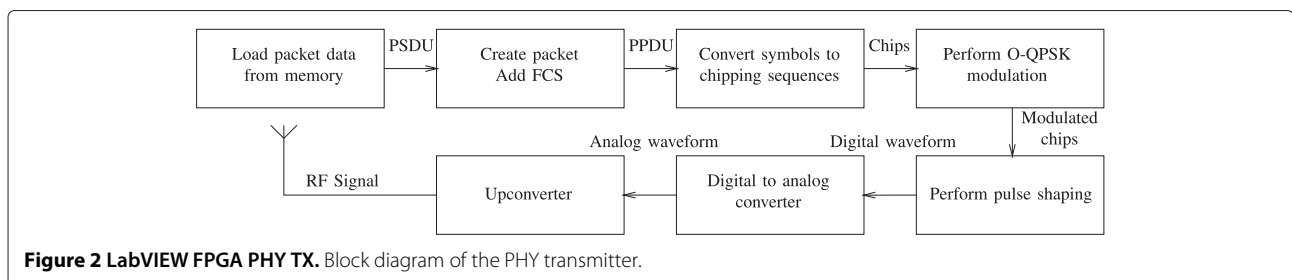 Load packet data
from memory
PSDU
Create packet
Add FCS
PPDU
Convert symbols to
chipping sequences
Chips
Perform O-QPSK
modulation
Modulated
chips
Perform pulse shaping
Digital waveform
Digital to analog
converter
Analog waveform
Upconverter
RF Signal
Figure 2 LabVIEW FPGA PHY TX. Block diagram of the PHY transmitter.